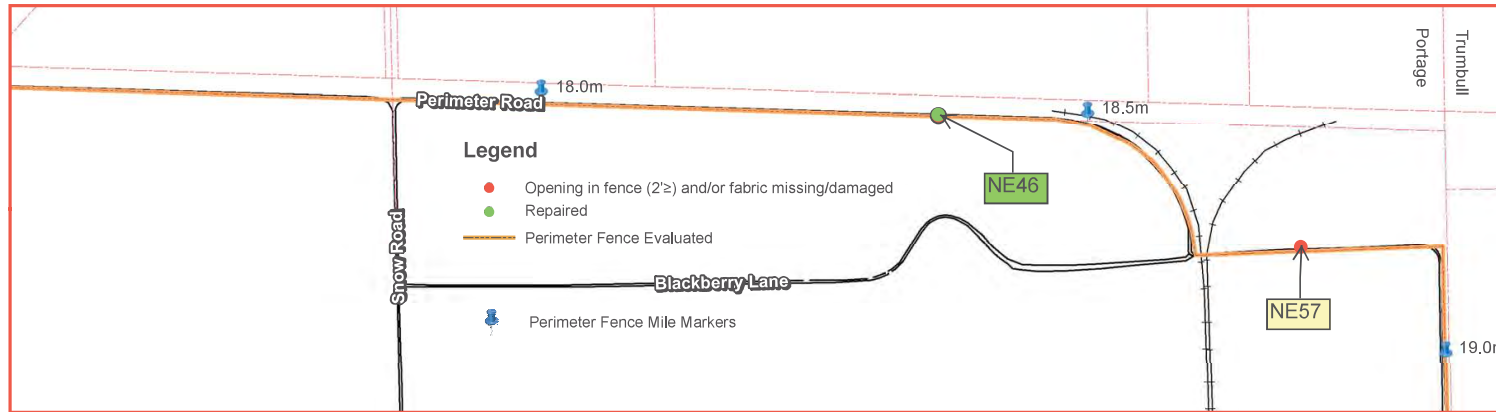 Trumbull
Portage
18.0m
Perimeter Road
18.5m
Legend
Opening in fence (2'≥) and/or fabric missing/damaged
Repaired
Perimeter Fence Evaluated
NE46
Snow Road
Blackberry Lane
NE57
Perimeter Fence Mile Markers
19.0m